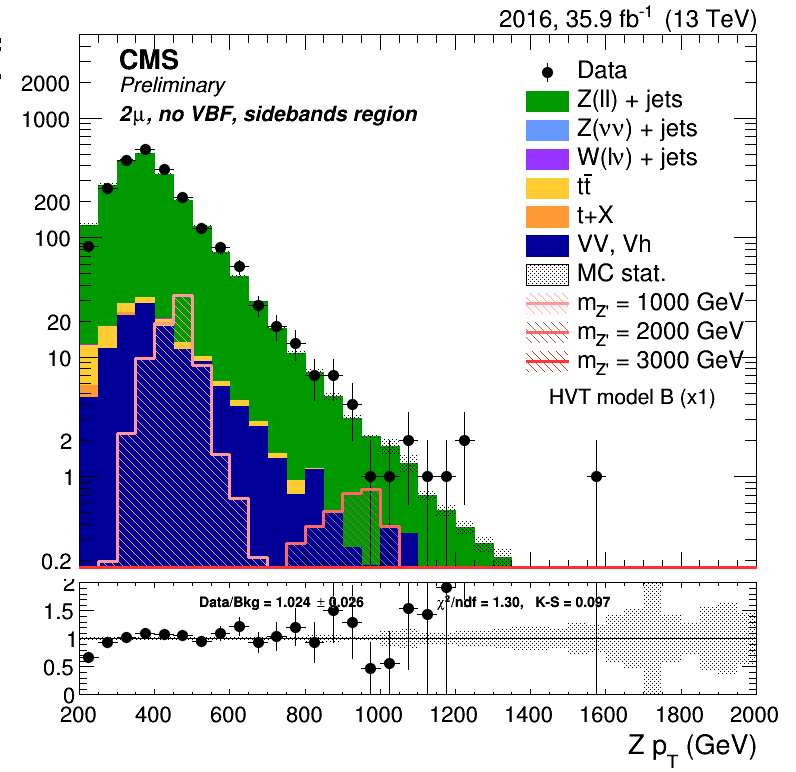 2016, 35.9 fb⁻¹ (13 TeV)
CMS
Preliminary
2μ, no VBF, sidebands region
Data
Z(ll) + jets
Z(νν) + jets
W(lν) + jets
tt̄
t+X
VV, Vh
MC stat.
m_Z' = 1000 GeV
m_Z' = 2000 GeV
m_Z' = 3000 GeV
HVT model B (x1)
2000
1000
200
100
20
10
2
1
0.2
Data/Bkg = 1.024 ± 0.026
χ²/ndf = 1.30, K-S = 0.097
2
1.5
1
0.5
0
200 400 600 800 1000 1200 1400 1600 1800 2000
Z p_T (GeV)